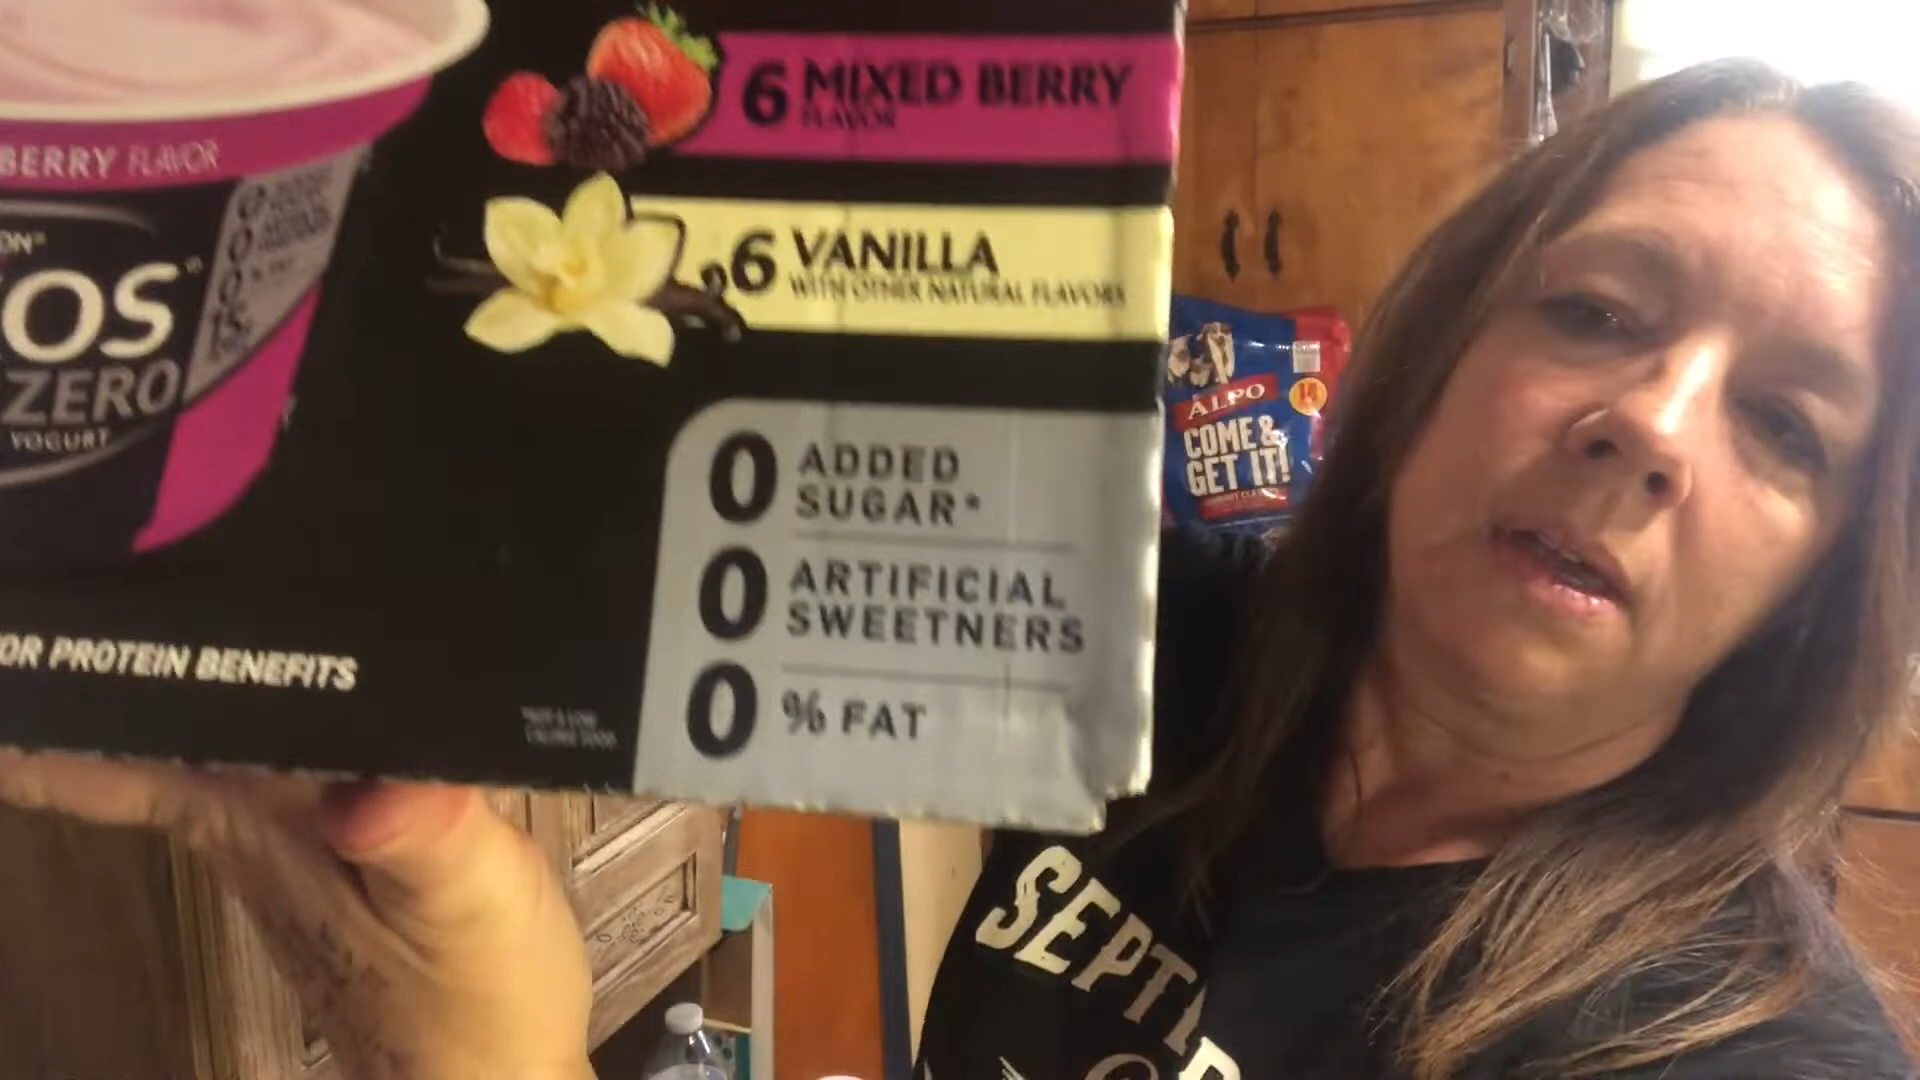 6 MIXED BERRY
FLAVOR
BERRY FLAVOR
6 VANILLA
WITH OTHER NATURAL FLAVORS
OS
ZERO
YOGURT
0 ADDED
SUGAR*
0 ARTIFICIAL
SWEETNERS
0 % FAT
OR PROTEIN BENEFITS
ALPO
COME &
GET IT!
SEPT